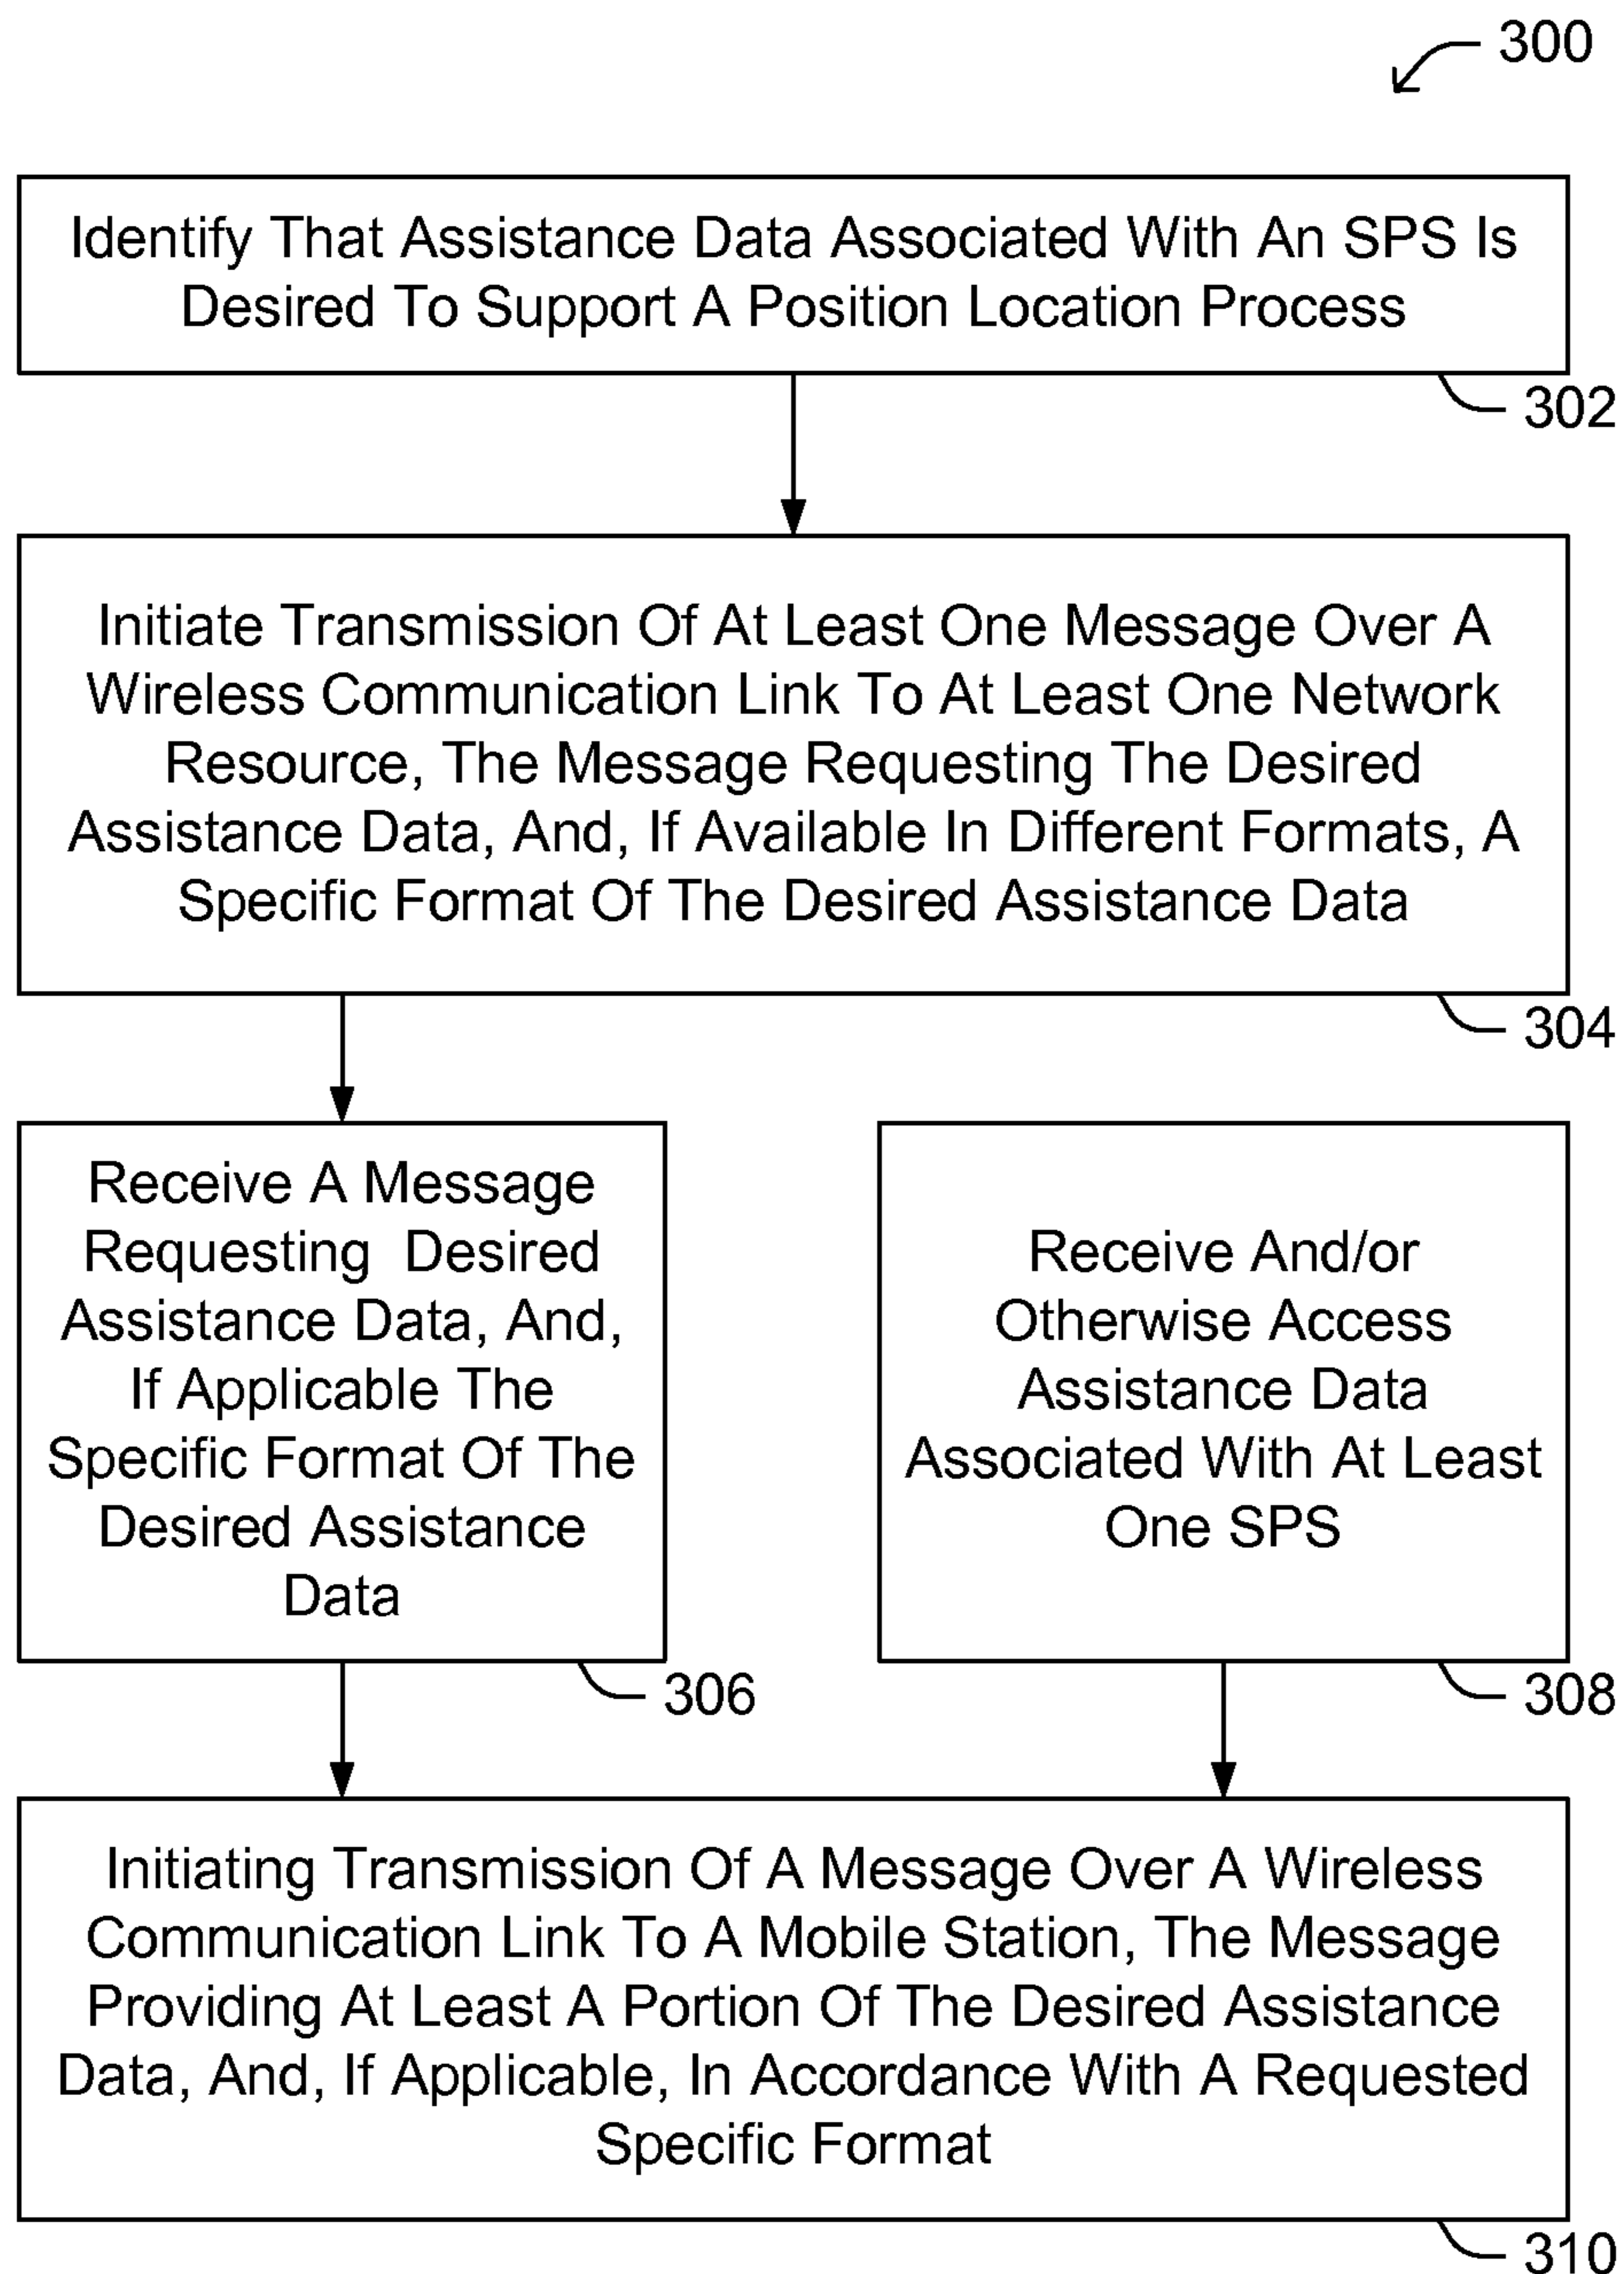 300
Identify That Assistance Data Associated With An SPS Is
Desired To Support A Position Location Process
302
Initiate Transmission Of At Least One Message Over A
Wireless Communication Link To At Least One Network
Resource, The Message Requesting The Desired
Assistance Data, And, If Available In Different Formats, A
Specific Format Of The Desired Assistance Data
304
Receive A Message
Requesting  Desired
Assistance Data, And,
If Applicable The
Specific Format Of The
Desired Assistance
Data
306
Receive And/or
Otherwise Access
Assistance Data
Associated With At Least
One SPS
308
Initiating Transmission Of A Message Over A Wireless
Communication Link To A Mobile Station, The Message
Providing At Least A Portion Of The Desired Assistance
Data, And, If Applicable, In Accordance With A Requested
Specific Format
310